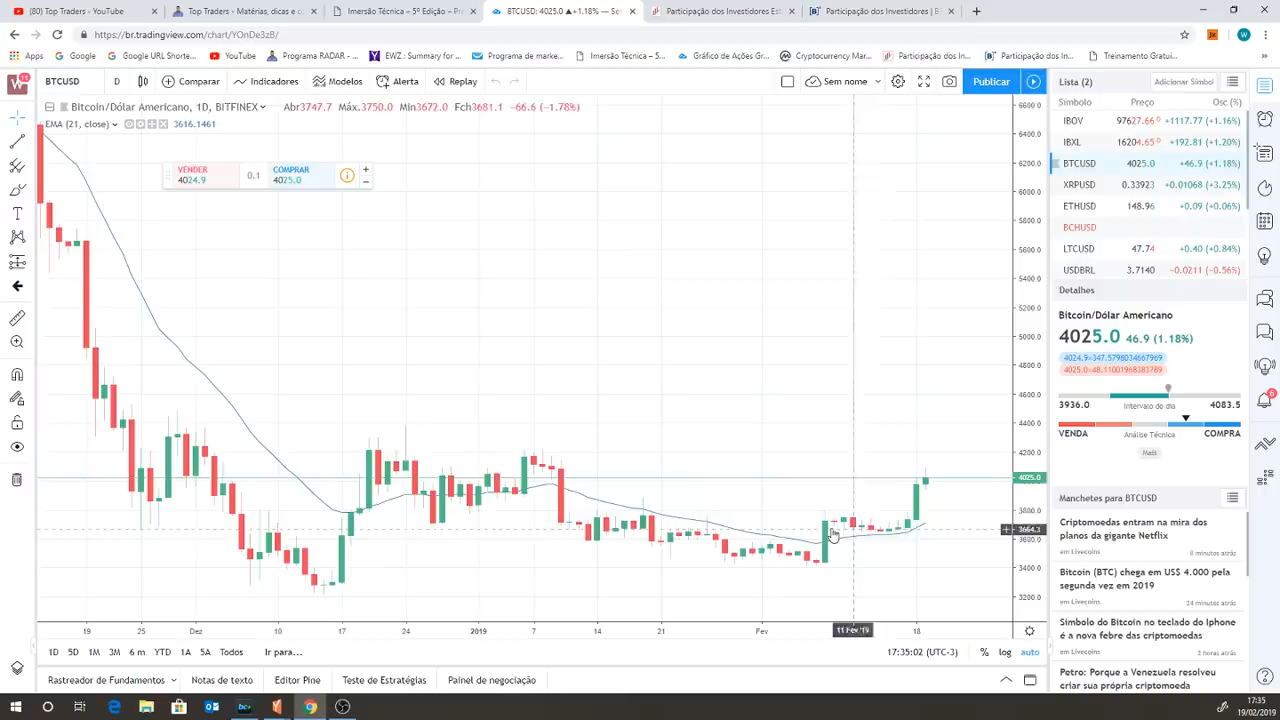 Top Traders - YouTube
Top Traders - Matérias, dicas e co
Imersão Técnica – 5º Edição – Pr
BTCUSD: 4025.0 ▲+1.18% — Se
Participação dos Investidores Est
Participação dos Investidores | B
https://br.tradingview.com/chart/YOnDe3zB/
Apps
Google
Google URL Shorte...
YouTube
Programa RADAR -...
EWZ : Summary for...
Programa de marke...
Imersão Técnica – 5...
Gráfico de Ações G...
Cryptocurrency Mar...
Participação dos In...
Participação dos In...
Treinamento Gratui...
11
BTCUSD
D
Comparar
Indicadores
Modelos
Alerta
Replay
Sem nome
Publicar
Lista (2)
Adicionar Símbol
Bitcoin/Dólar Americano, 1D, BITFINEX
Abr3747.7 Máx3750.0 Mín3672.0 Fch3681.1 -66.6 (-1.78%)
EMA (21, close)
3616.1461
VENDER
4024.9
0.1
COMPRAR
4025.0
6600.0
6400.0
6200.0
6000.0
5800.0
5600.0
5400.0
5200.0
5000.0
4800.0
4600.0
4400.0
4200.0
4025.0
3800.0
3600.0
3400.0
3200.0
19
25
Dez
10
17
24
2019
7
14
21
Fev
11 Fev '19
18
Símbolo
Preço
Osc (%)
IBOV
97627.66
+1117.77 (+1.16%)
IBXL
16204.65
+192.81 (+1.20%)
BTCUSD
4025.0
+46.9 (+1.18%)
XRPUSD
0.33923
+0.01068 (+3.25%)
ETHUSD
148.96
+0.09 (+0.06%)
BCHUSD
LTCUSD
47.74
+0.40 (+0.84%)
USDBRL
3.7140
-0.0211 (-0.56%)
Detalhes
Bitcoin/Dólar Americano
4025.0 46.9 (1.18%)
4024.9×347.5798034667969
4025.0×48.11001968383789
3936.0
Intervalo do dia
4083.5
VENDA
Análise Técnica
COMPRA
Mais
Manchetes para BTCUSD
Criptomoedas entram na mira dos
planos da gigante Netflix
em Livecoins
8 minutos atrás
Bitcoin (BTC) chega em US$ 4.000 pela
segunda vez em 2019
em Livecoins
24 minutos atrás
Símbolo do Bitcoin no teclado do Iphone
é a nova febre das criptomoedas
em Livecoins
2 horas atrás
Petro: Porque a Venezuela resolveu
criar sua própria criptomoeda
1D
5D
1M
3M
6 m
YTD
1A
5A
Todos
Ir para...
17:35:02 (UTC-3)
%
log
auto
Rastreador de Fundamentos
Notas de texto
Editor Pine
Teste de Estratégias
Painel de negociação
17:35
19/02/2019